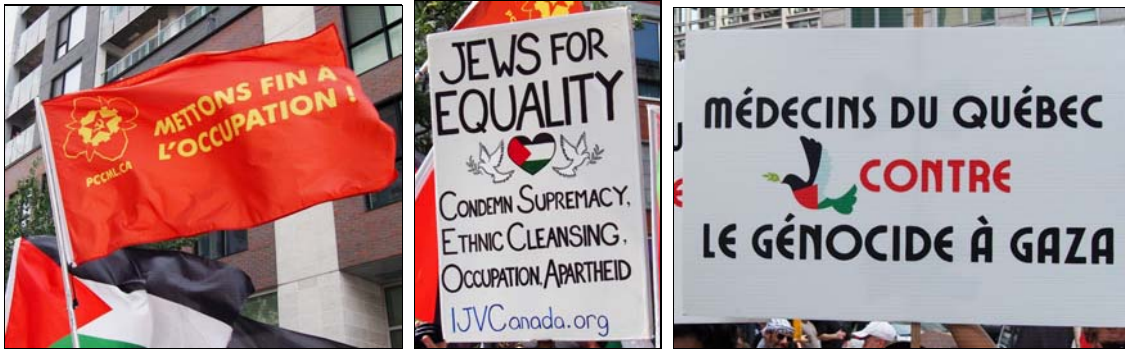 METTONS FIN À
L'OCCUPATION !
PCCML.CA
JEWS FOR
EQUALITY
CONDEMN SUPREMACY,
ETHNIC CLEANSING,
OCCUPATION, APARTHEID
IJVCanada.org
MÉDECINS DU QUÉBEC
CONTRE
LE GÉNOCIDE À GAZA